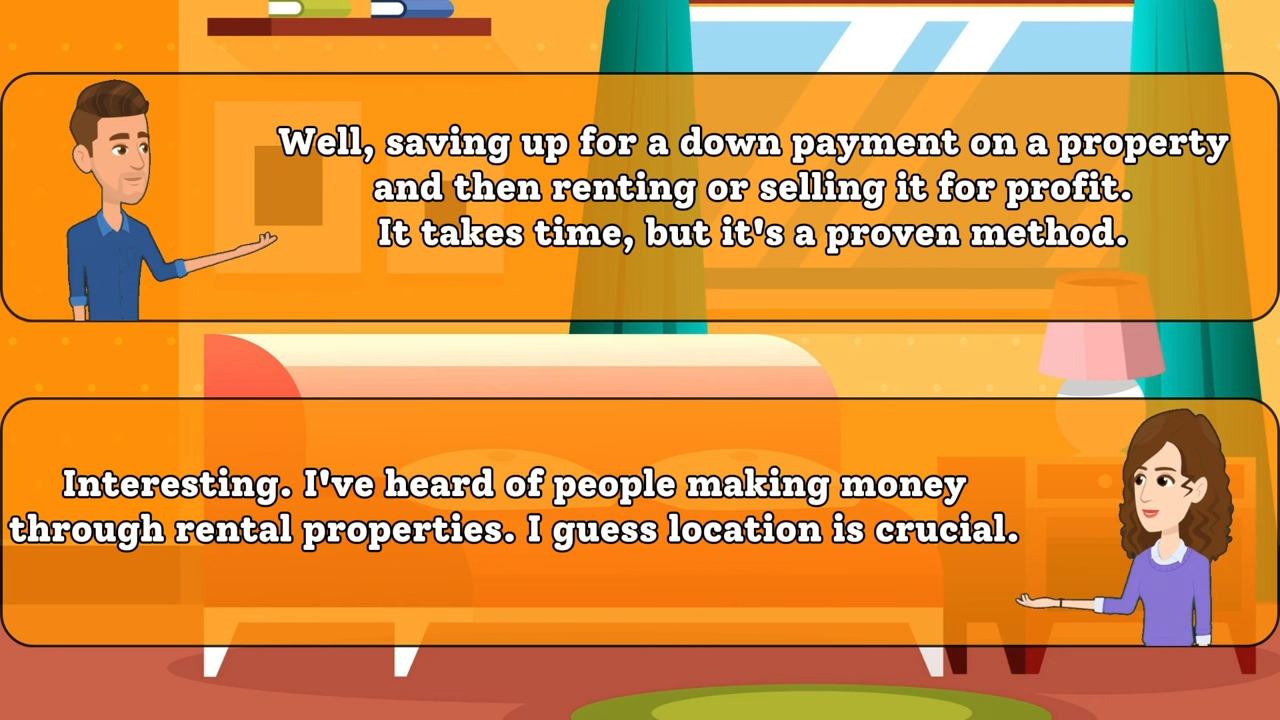 Well, saving up for a down payment on a property
and then renting or selling it for profit.
It takes time, but it's a proven method.
Interesting. I've heard of people making money
through rental properties. I guess location is crucial.